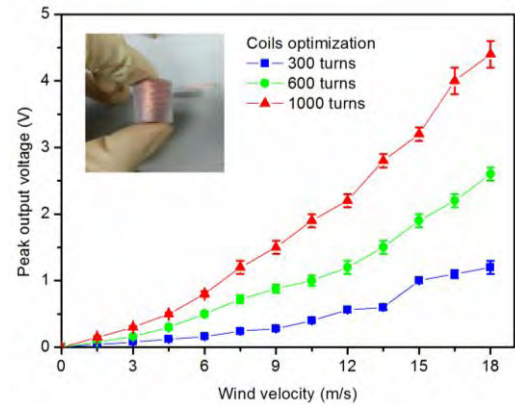 Coils optimization
300 turns
600 turns
1000 turns
Peak output voltage (V)
5
4
3
2
1
0
0 3 6 9 12 15 18
Wind velocity (m/s)